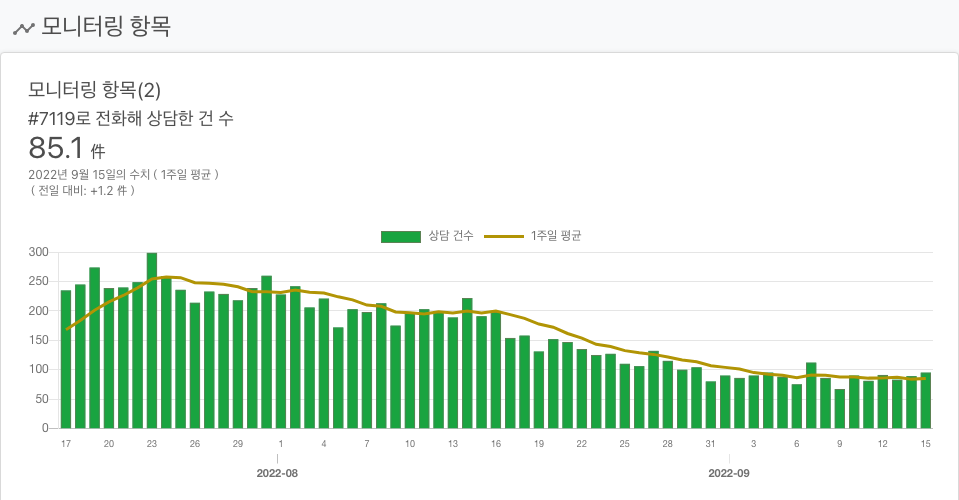 모니터링 항목
모니터링 항목(2)
#7119로 전화해 상담한 건 수
85.1 件
2022년 9월 15일의 수치 ( 1주일 평균 )
( 전일 대비: +1.2 件 )
상담 건수 1주일 평균
300
250
200
150
100
50
0
17 20 23 26 29 1 4 7 10 13 16 19 22 25 28 31 3 6 9 12 15
2022-08 2022-09